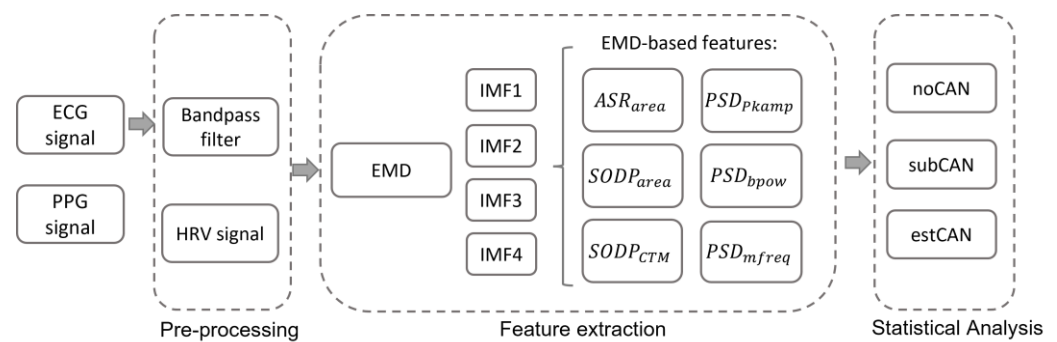 ECG
signal
PPG
signal
Bandpass
filter
HRV signal
Pre-processing
EMD
IMF1
IMF2
IMF3
IMF4
EMD-based features:
ASR_area
PSD_Pkamp
SODP_area
PSD_bpow
SODP_CTM
PSD_mfreq
Feature extraction
noCAN
subCAN
estCAN
Statistical Analysis